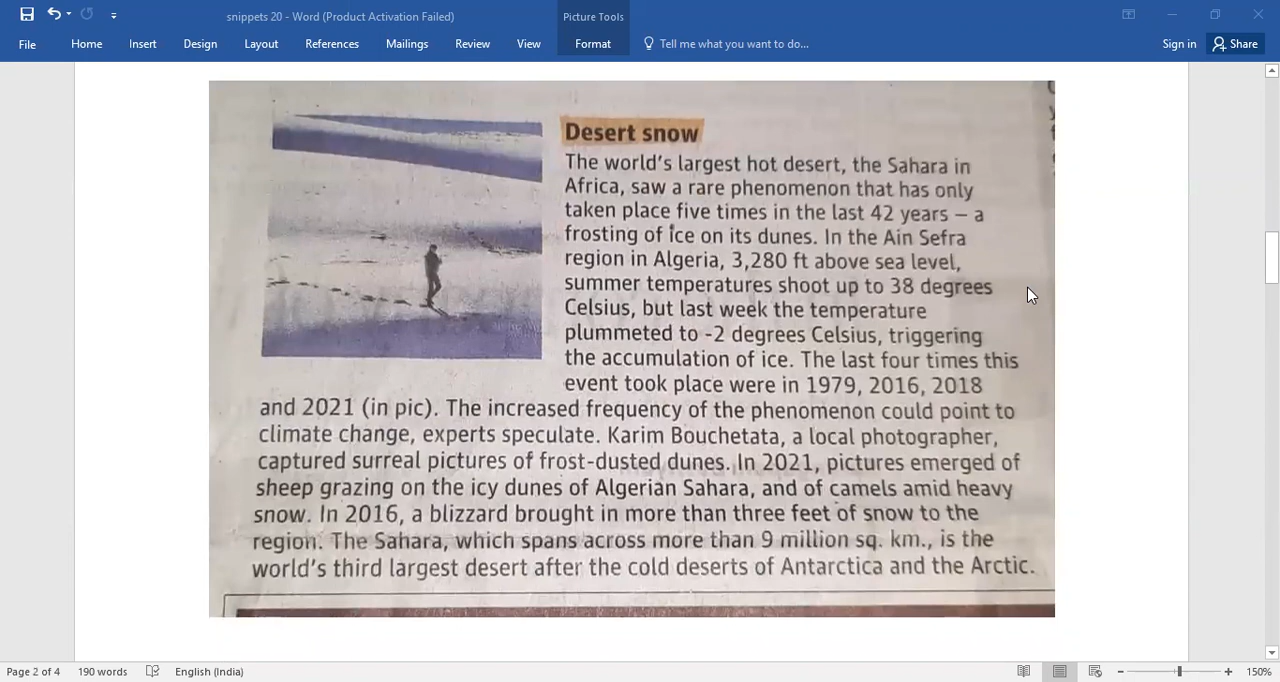 snippets 20 - Word (Product Activation Failed)
Picture Tools
File
Home
Insert
Design
Layout
References
Mailings
Review
View
Format
Tell me what you want to do...
Sign in
Share
Desert snow
The world's largest hot desert, the Sahara in
Africa, saw a rare phenomenon that has only
taken place five times in the last 42 years – a
frosting of ice on its dunes. In the Ain Sefra
region in Algeria, 3,280 ft above sea level,
summer temperatures shoot up to 38 degrees
Celsius, but last week the temperature
plummeted to -2 degrees Celsius, triggering
the accumulation of ice. The last four times this
event took place were in 1979, 2016, 2018
and 2021 (in pic). The increased frequency of the phenomenon could point to
climate change, experts speculate. Karim Bouchetata, a local photographer,
captured surreal pictures of frost-dusted dunes. In 2021, pictures emerged of
sheep grazing on the icy dunes of Algerian Sahara, and of camels amid heavy
snow. In 2016, a blizzard brought in more than three feet of snow to the
region. The Sahara, which spans across more than 9 million sq. km., is the
world's third largest desert after the cold deserts of Antarctica and the Arctic.
Page 2 of 4
190 words
English (India)
150%